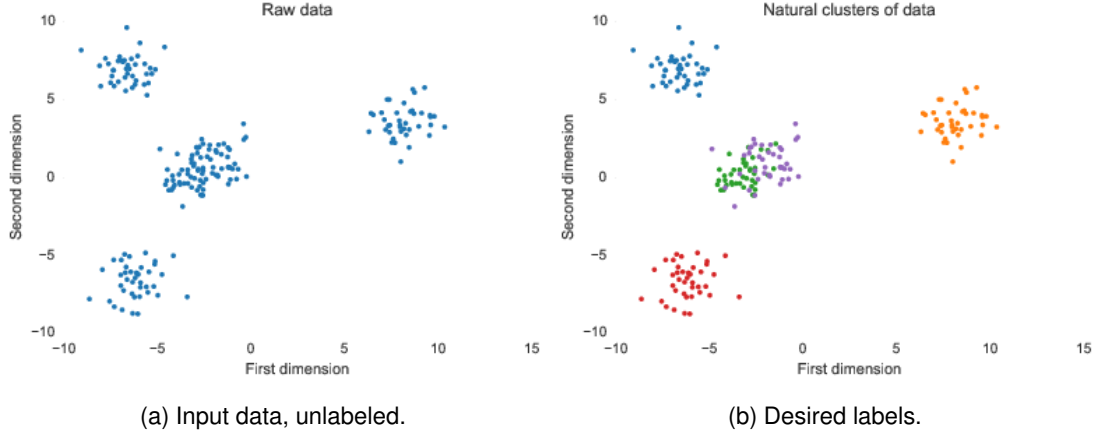 Raw data
10
5
0
−5
−10
Second dimension
−10 −5 0 5 10 15
First dimension
(a) Input data, unlabeled.
Natural clusters of data
10
5
0
−5
−10
Second dimension
−10 −5 0 5 10 15
First dimension
(b) Desired labels.